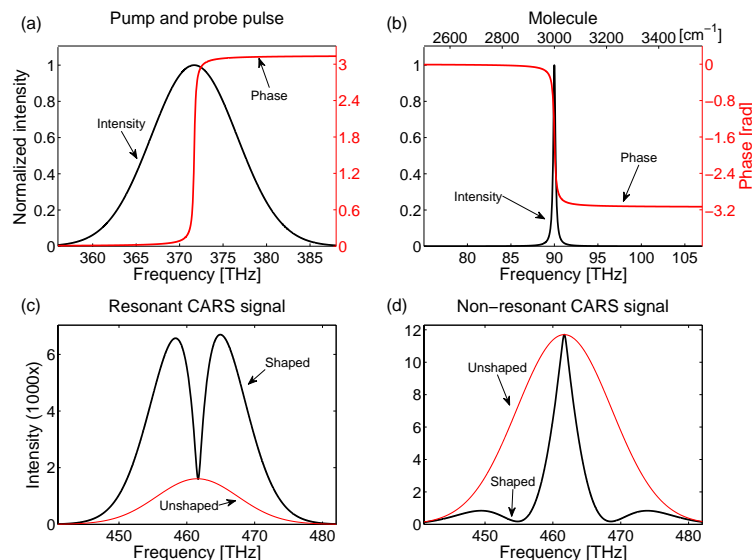 (a) Pump and probe pulse
Normalized intensity
1
0.8
0.6
0.4
0.2
0
3
2.4
1.8
1.2
0.6
0
Phase
Intensity
360 365 370 375 380 385
Frequency [THz]
(b) Molecule
2600 2800 3000 3200 3400 [cm⁻¹]
1
0.8
0.6
0.4
0.2
0
0
−0.8
−1.6
−2.4
−3.2
Phase [rad]
Phase
Intensity
80 85 90 95 100 105
Frequency [THz]
(c) Resonant CARS signal
Intensity (1000x)
6
4
2
0
Shaped
Unshaped
450 460 470 480
Frequency [THz]
(d) Non−resonant CARS signal
12
10
8
6
4
2
0
Unshaped
Shaped
450 460 470 480
Frequency [THz]